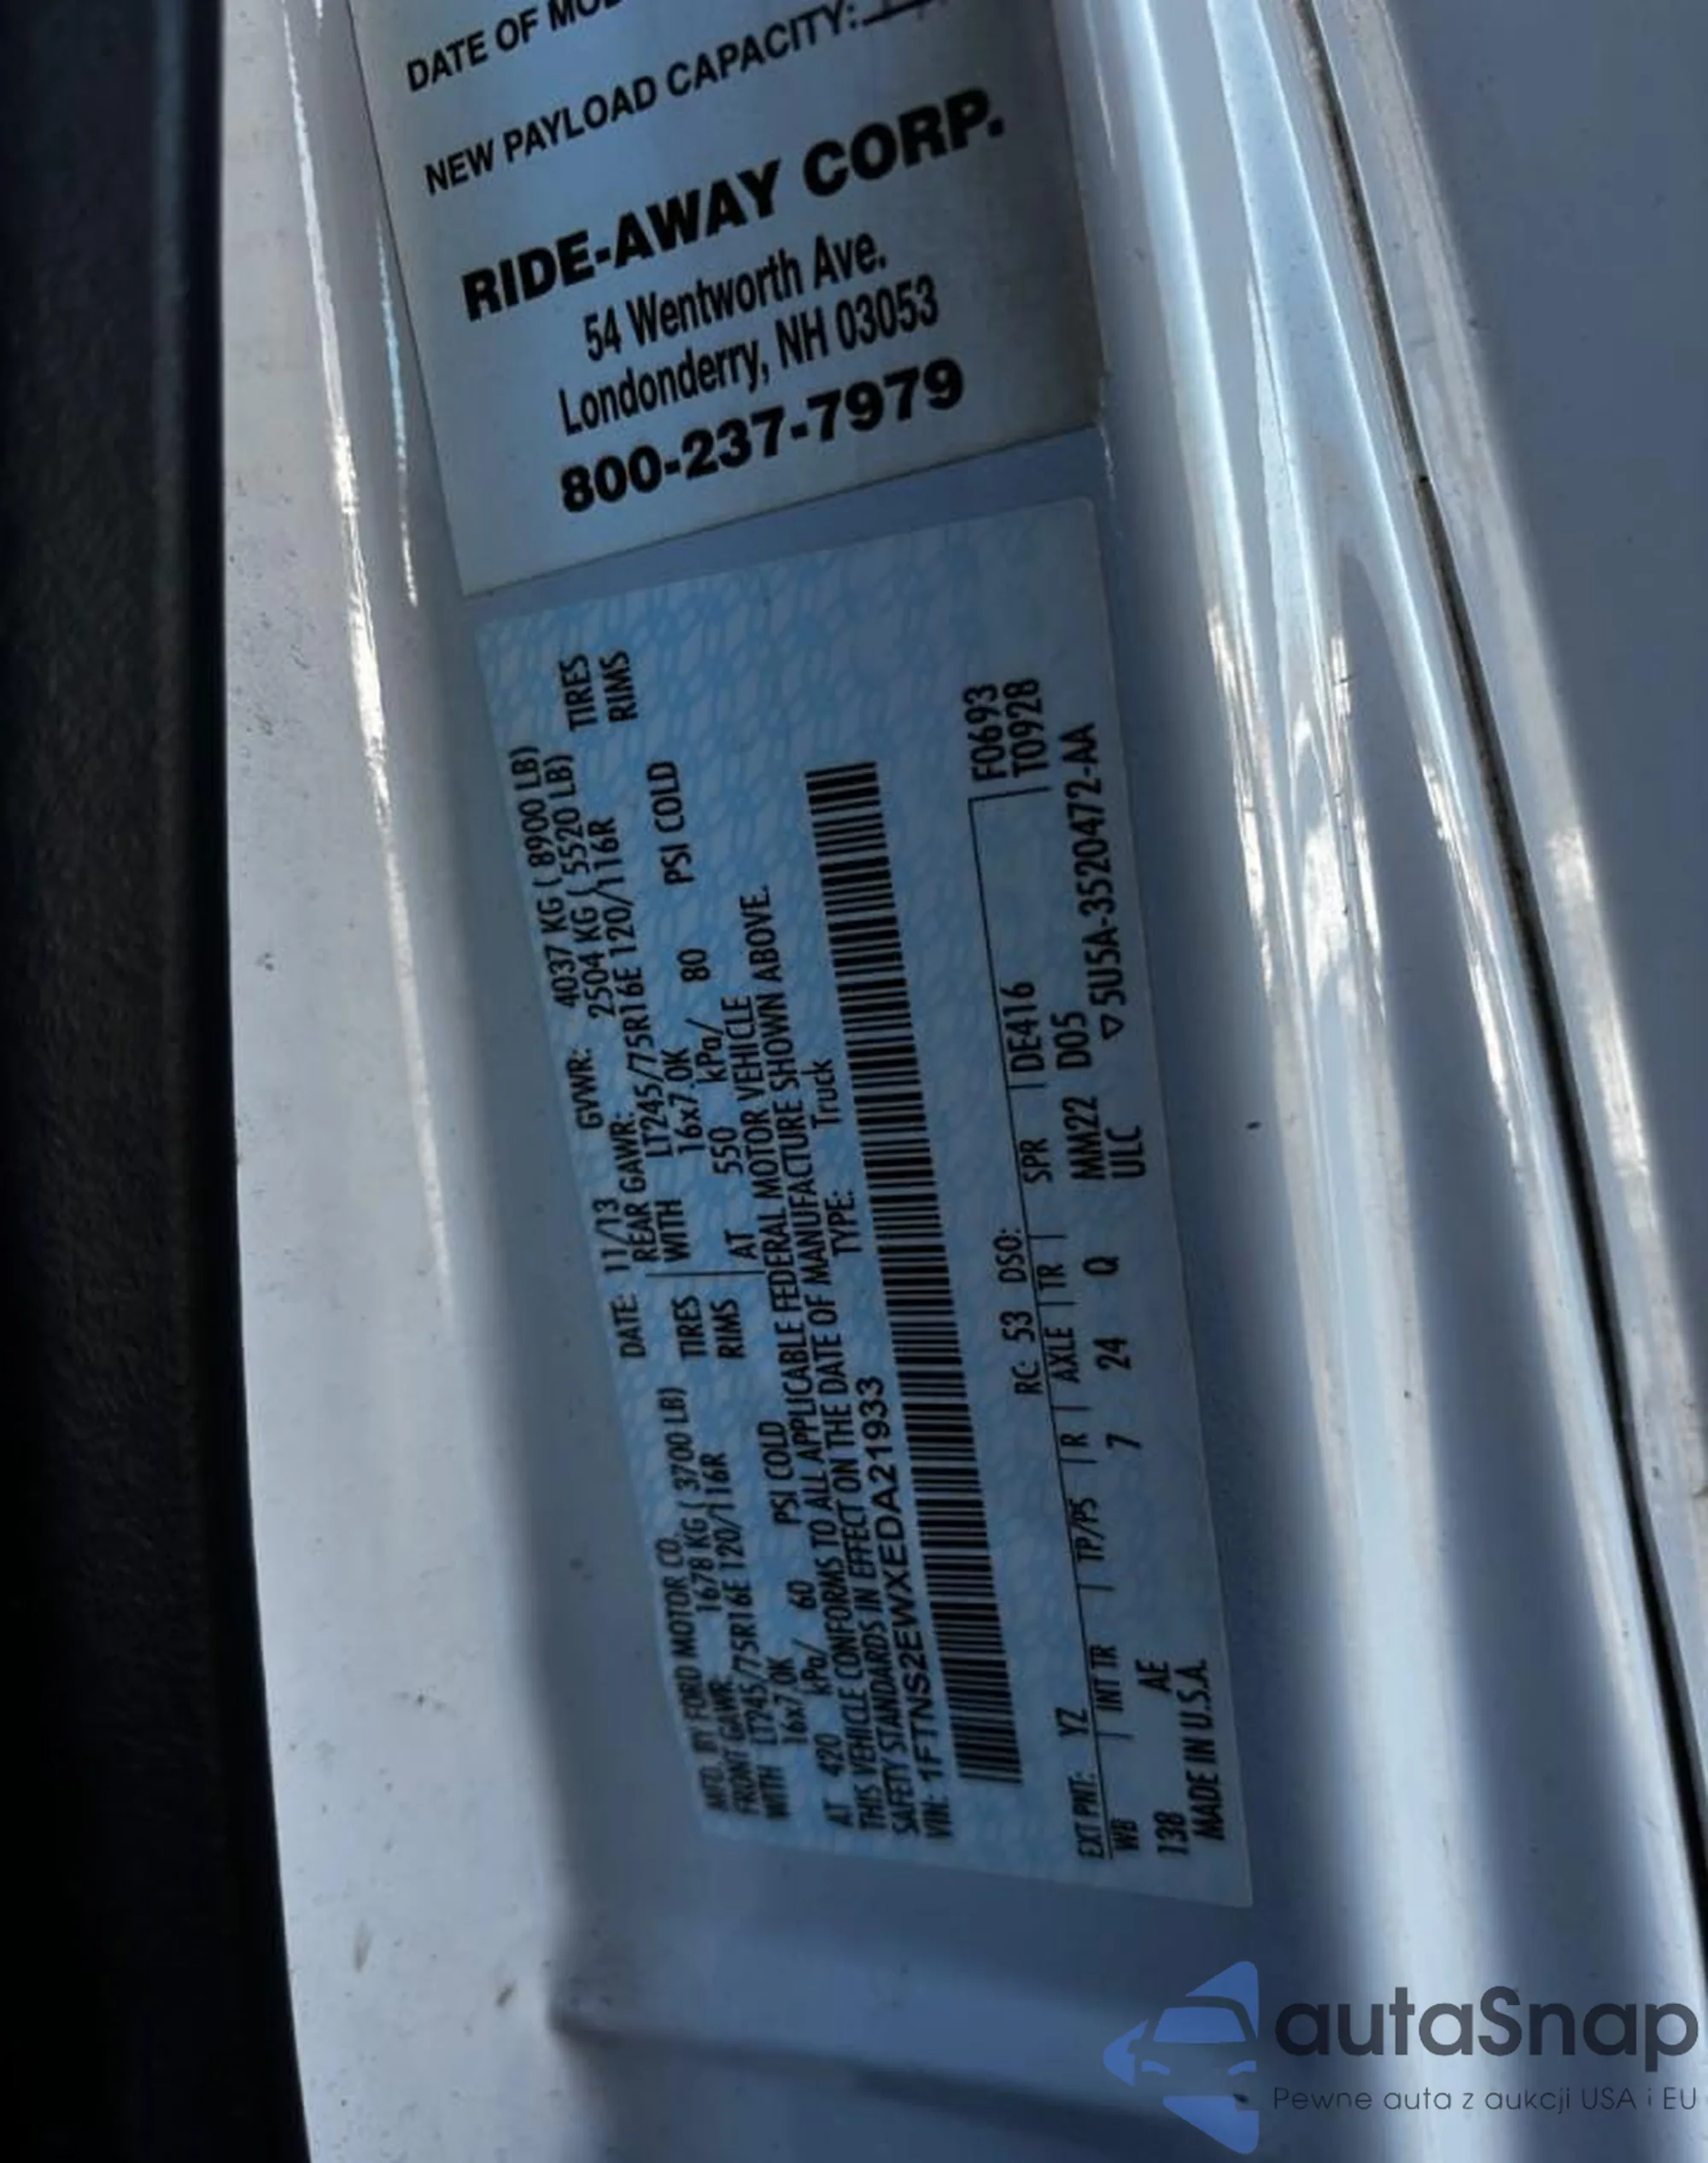 DATE OF
NEW PAYLOAD CAPACITY:
RIDE-AWAY CORP.
54 Wentworth Ave.
Londonderry, NH 03053
800-237-7979
MFD. BY FORD MOTOR CO. DATE: 11/13 GVWR: 4037 KG ( 8900 LB)
FRONT GAWR: 1678 KG ( 3700 LB) REAR GAWR: 2504 KG ( 5520 LB)
WITH LT245/75R16E 120/116R TIRES WITH LT245/75R16E 120/116R TIRES
16x7.0K RIMS 16x7.0K RIMS
AT 420 kPa/ 60 PSI COLD AT 550 kPa/ 80 PSI COLD
THIS VEHICLE CONFORMS TO ALL APPLICABLE FEDERAL MOTOR VEHICLE
SAFETY STANDARDS IN EFFECT ON THE DATE OF MANUFACTURE SHOWN ABOVE.
VIN: 1FTNS2EWXEDA21933 TYPE: Truck
F0693
T0928
EXT PNT: YZ RC: 53 DSO:
WB INT TR TP/PS R AXLE TR SPR DE416
138 AE 7 24 Q MM22 D05
MADE IN U.S.A. ULC ▽5U5A-3520472-AA
autaSnap
Pewne auta z aukcji USA i EU